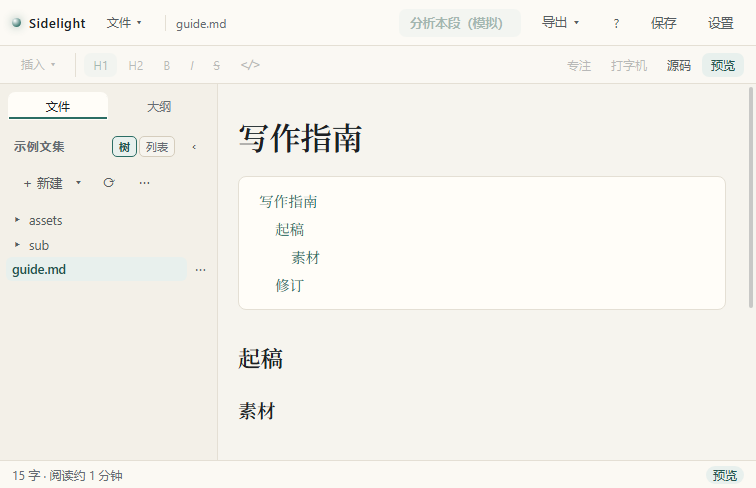 Sidelight 文件 guide.md 分析本段（模拟） 导出 ? 保存 设置
插入 H1 H2 B I S </> 专注 打字机 源码 预览
文件 大纲
示例文集 树 列表 ‹
+ 新建 ···
assets
sub
guide.md ···
写作指南
写作指南
起稿
素材
修订
起稿
素材
15 字 · 阅读约 1 分钟 预览